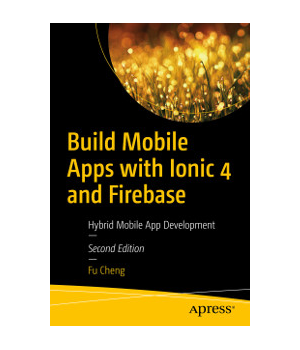 Build Mobile
Apps with Ionic 4
and Firebase
Hybrid Mobile App Development
—
Second Edition
—
Fu Cheng
Apress®